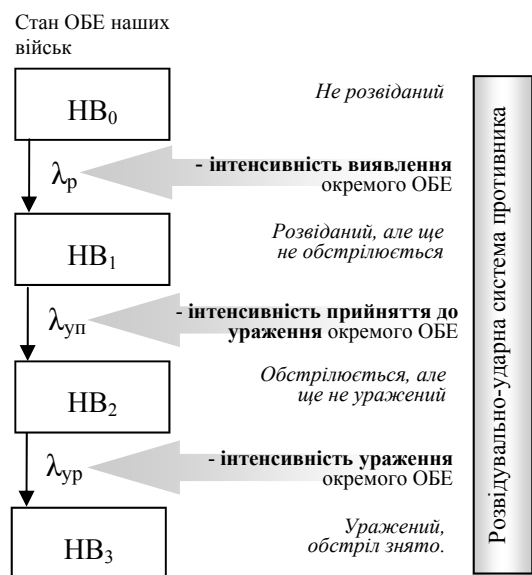 Стан ОБЕ наших
військ
НВ₀
Не розвіданий
λр
- інтенсивність виявлення
окремого ОБЕ
НВ₁
Розвіданий, але ще
не обстрілюється
λуп
- інтенсивність прийняття до
ураження окремого ОБЕ
НВ₂
Обстрілюється, але
ще не уражений
λур
- інтенсивність ураження
окремого ОБЕ
НВ₃
Уражений,
обстріл знято.
Розвідувально-ударна система противника